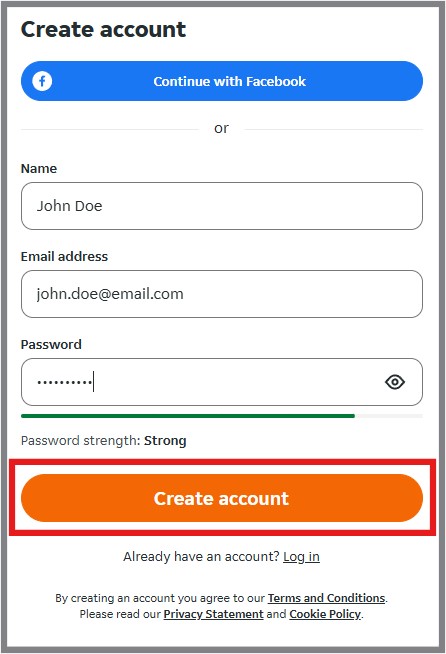 Create account
Continue with Facebook
or
Name
John Doe
Email address
john.doe@email.com
Password
••••••••••
Password strength: Strong
Create account
Already have an account? Log in
By creating an account you agree to our Terms and Conditions.
Please read our Privacy Statement and Cookie Policy.